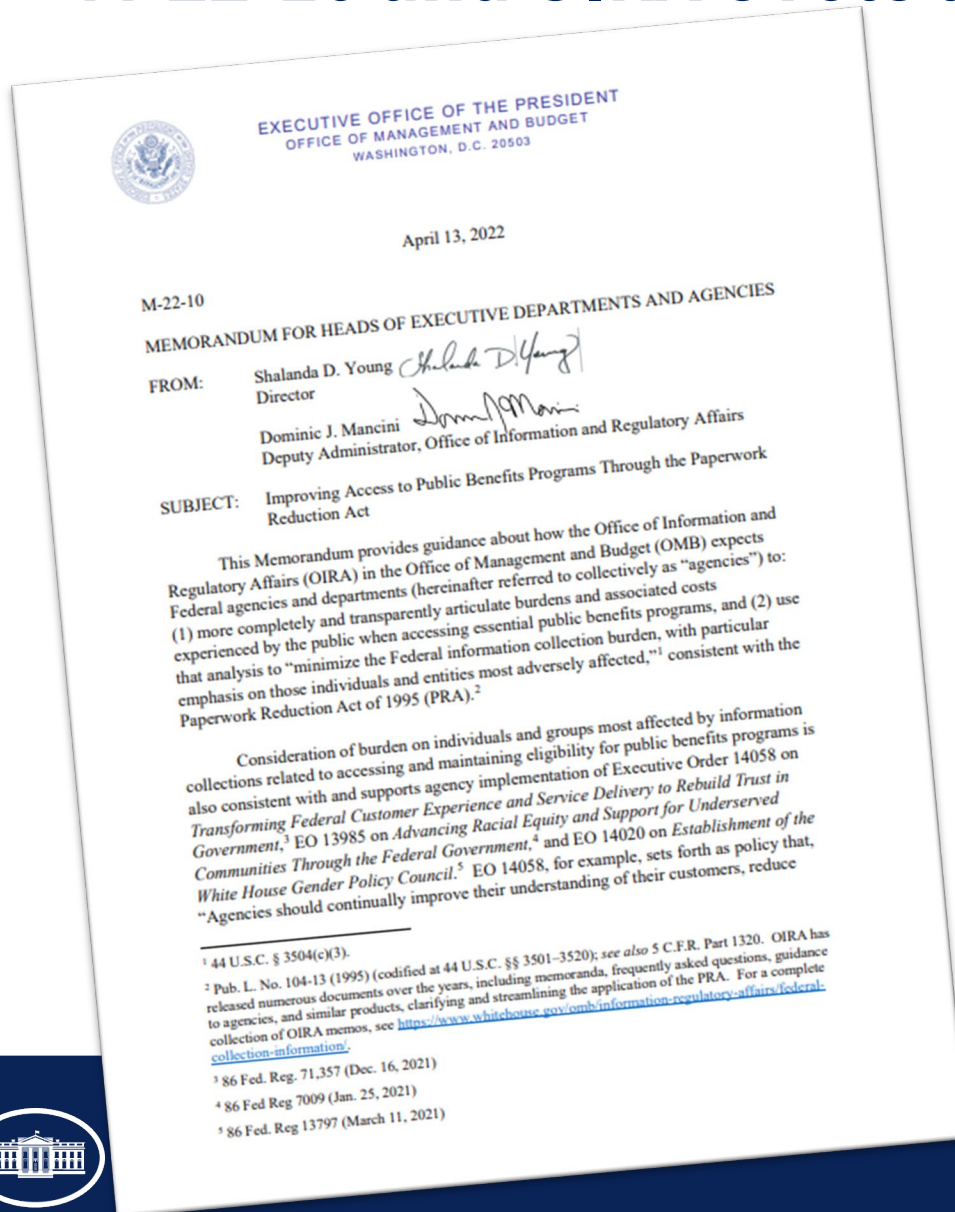 EXECUTIVE OFFICE OF THE PRESIDENT
OFFICE OF MANAGEMENT AND BUDGET
WASHINGTON, D.C. 20503
April 13, 2022
M-22-10
MEMORANDUM FOR HEADS OF EXECUTIVE DEPARTMENTS AND AGENCIES
FROM: Shalanda D. Young Shalanda D. Young
Director
Dominic J. Mancini
Deputy Administrator, Office of Information and Regulatory Affairs
SUBJECT: Improving Access to Public Benefits Programs Through the Paperwork
Reduction Act
This Memorandum provides guidance about how the Office of Information and
Regulatory Affairs (OIRA) in the Office of Management and Budget (OMB) expects
Federal agencies and departments (hereinafter referred to collectively as “agencies”) to:
(1) more completely and transparently articulate burdens and associated costs
experienced by the public when accessing essential public benefits programs, and (2) use
that analysis to “minimize the Federal information collection burden, with particular
emphasis on those individuals and entities most adversely affected,”1 consistent with the
Paperwork Reduction Act of 1995 (PRA).2
Consideration of burden on individuals and groups most affected by information
collections related to accessing and maintaining eligibility for public benefits programs is
also consistent with and supports agency implementation of Executive Order 14058 on
Transforming Federal Customer Experience and Service Delivery to Rebuild Trust in
Government,3 EO 13985 on Advancing Racial Equity and Support for Underserved
Communities Through the Federal Government,4 and EO 14020 on Establishment of the
White House Gender Policy Council.5 EO 14058, for example, sets forth as policy that,
“Agencies should continually improve their understanding of their customers, reduce
1 44 U.S.C. § 3504(c)(3).
2 Pub. L. No. 104-13 (1995) (codified at 44 U.S.C. §§ 3501–3520); see also 5 C.F.R. Part 1320. OIRA has
released numerous documents over the years, including memoranda, frequently asked questions, guidance
to agencies, and similar products, clarifying and streamlining the application of the PRA. For a complete
collection of OIRA memos, see https://www.whitehouse.gov/omb/information-regulatory-affairs/federal-
collection-information/.
3 86 Fed. Reg. 71,357 (Dec. 16, 2021)
4 86 Fed Reg 7009 (Jan. 25, 2021)
5 86 Fed. Reg 13797 (March 11, 2021)